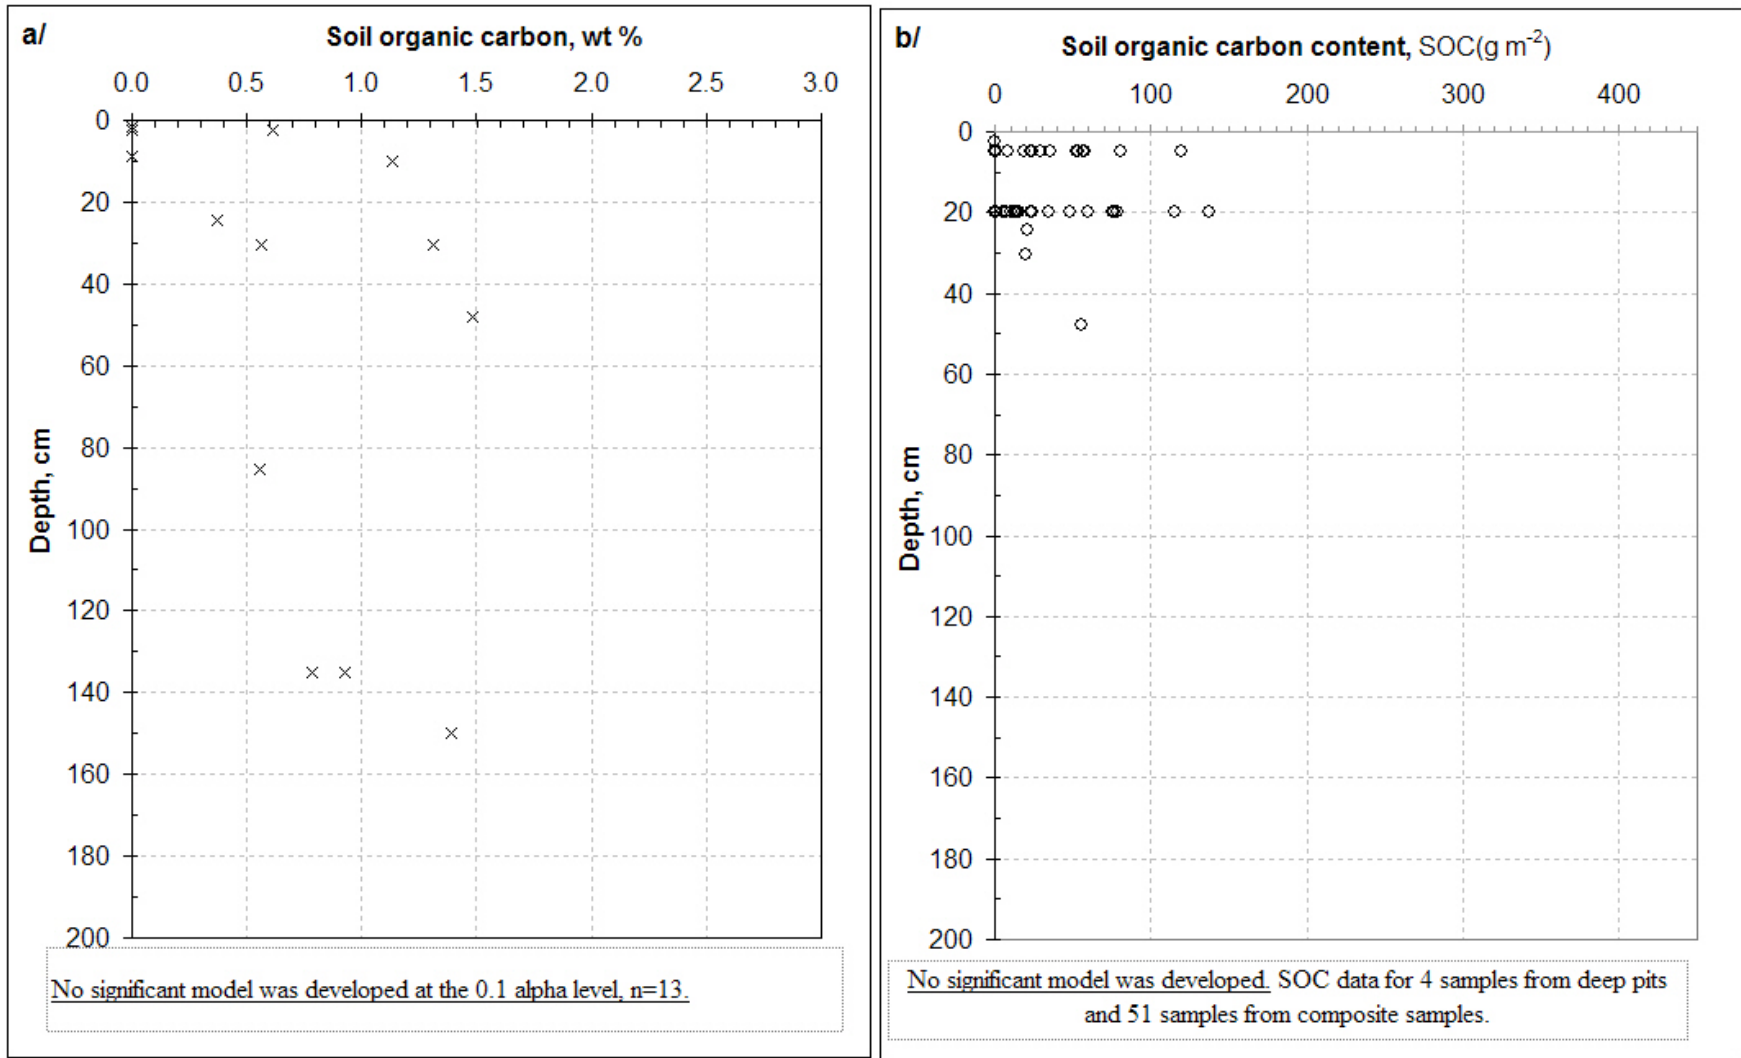 a/
Soil organic carbon, wt %
0.0 0.5 1.0 1.5 2.0 2.5 3.0
0
20
40
60
80
100
120
140
160
180
200
Depth, cm
No significant model was developed at the 0.1 alpha level, n=13.
b/
Soil organic carbon content, SOC(g m-2)
0 100 200 300 400
0
20
40
60
80
100
120
140
160
180
200
Depth, cm
No significant model was developed. SOC data for 4 samples from deep pits
and 51 samples from composite samples.